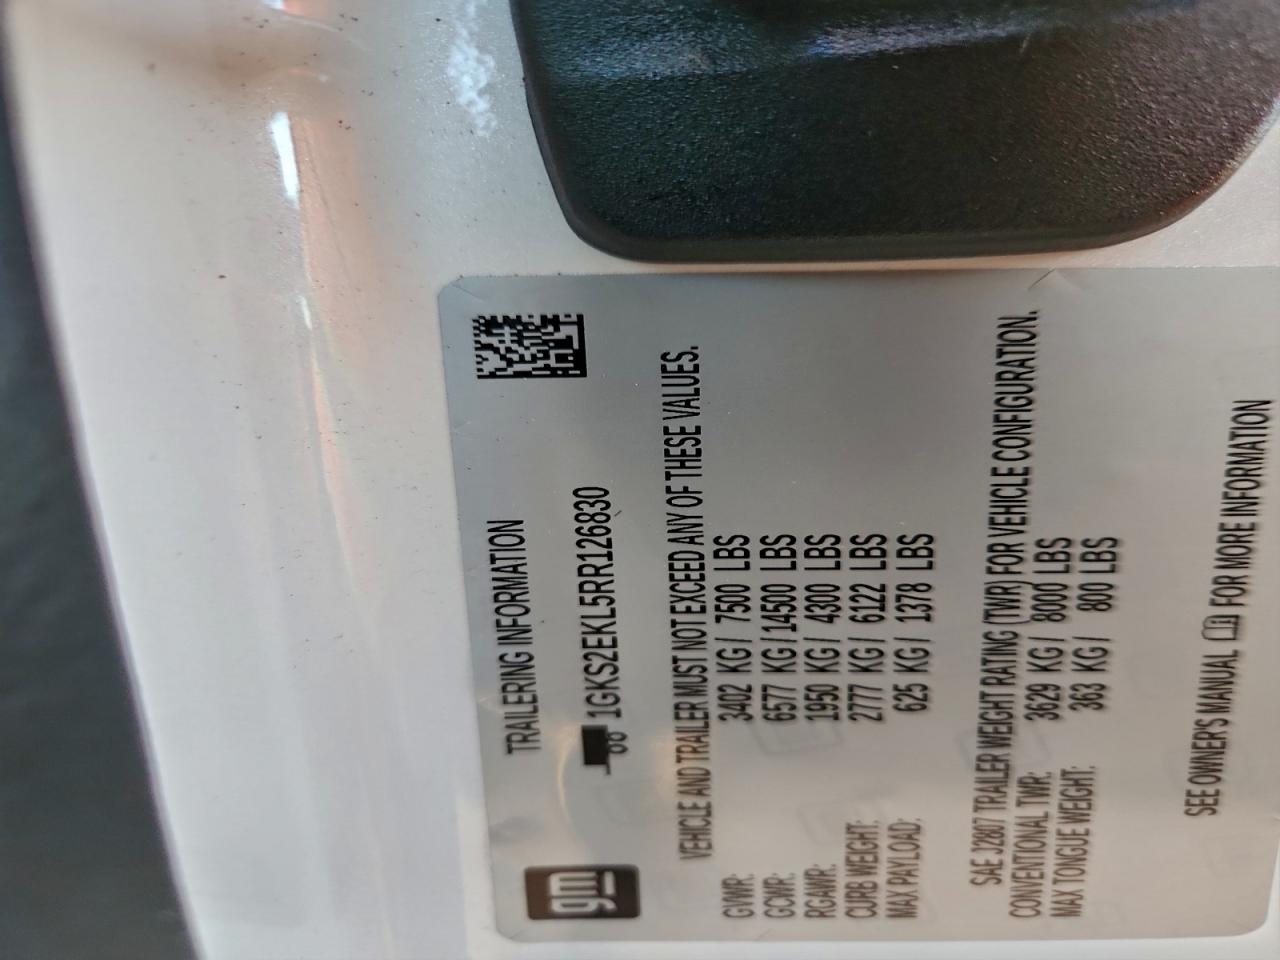 gm
TRAILERING INFORMATION
1GKS2EKL5RR126830
VEHICLE AND TRAILER MUST NOT EXCEED ANY OF THESE VALUES.
GVWR: 3402 KG / 7500 LBS
GCWR: 6577 KG / 14500 LBS
RGAWR: 1950 KG / 4300 LBS
CURB WEIGHT: 2777 KG / 6122 LBS
MAX PAYLOAD: 625 KG / 1378 LBS
SAE J2807 TRAILER WEIGHT RATING (TWR) FOR VEHICLE CONFIGURATION.
CONVENTIONAL TWR: 3629 KG / 8000 LBS
MAX TONGUE WEIGHT: 363 KG / 800 LBS
SEE OWNER'S MANUAL FOR MORE INFORMATION